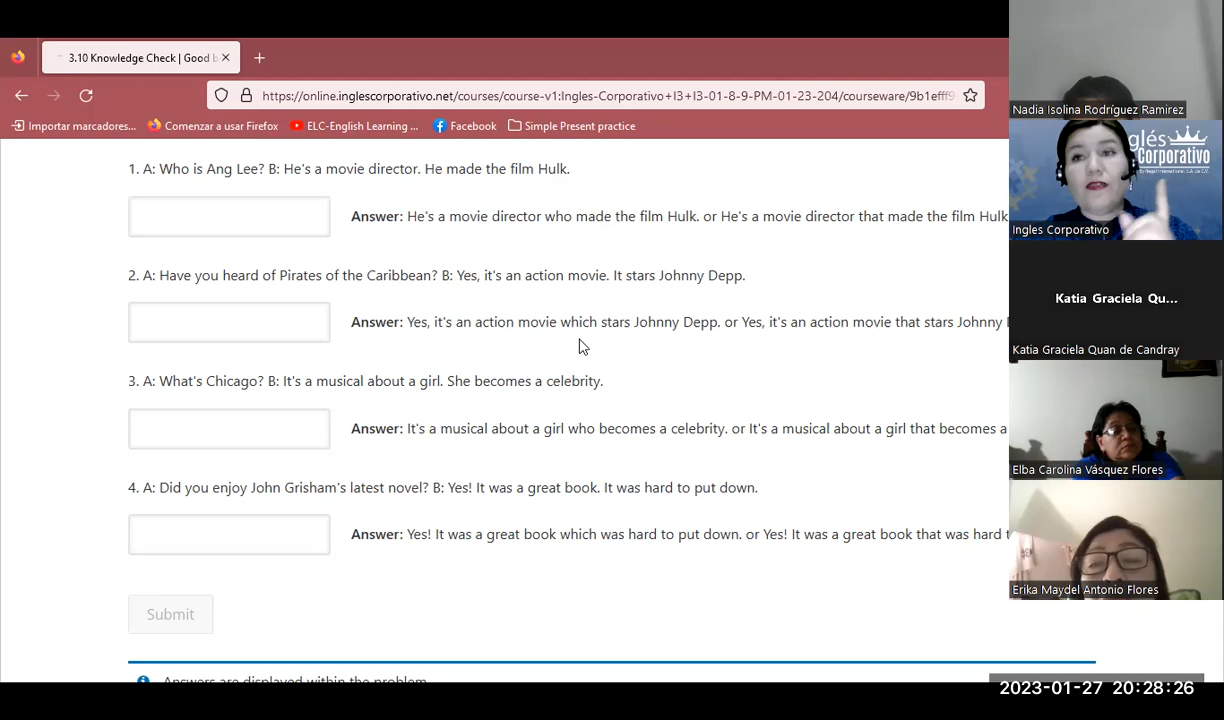 3.10 Knowledge Check | Good b
https://online.inglescorporativo.net/courses/course-v1:Ingles-Corporativo+I3+I3-01-8-9-PM-01-23-204/courseware/9b1efff9
Importar marcadores... Comenzar a usar Firefox ELC-English Learning ... Facebook Simple Present practice
1. A: Who is Ang Lee? B: He's a movie director. He made the film Hulk.
Answer: He's a movie director who made the film Hulk. or He's a movie director that made the film Hulk
2. A: Have you heard of Pirates of the Caribbean? B: Yes, it's an action movie. It stars Johnny Depp.
Answer: Yes, it's an action movie which stars Johnny Depp. or Yes, it's an action movie that stars Johnny
3. A: What's Chicago? B: It's a musical about a girl. She becomes a celebrity.
Answer: It's a musical about a girl who becomes a celebrity. or It's a musical about a girl that becomes a
4. A: Did you enjoy John Grisham's latest novel? B: Yes! It was a great book. It was hard to put down.
Answer: Yes! It was a great book which was hard to put down. or Yes! It was a great book that was hard
Submit
Answers are displayed within the problem
Nadia Isolina Rodríguez Ramirez
glés
Corporativo
Ingles Corporativo
Katia Graciela Qu...
Katia Graciela Quan de Candray
Elba Carolina Vásquez Flores
Erika Maydel Antonio Flores
2023-01-27 20:28:26